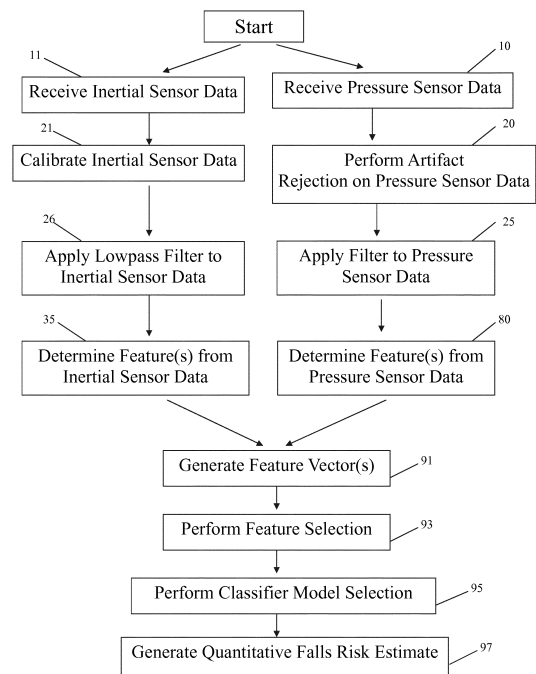 Start
11
Receive Inertial Sensor Data
10
Receive Pressure Sensor Data
21
Calibrate Inertial Sensor Data
20
Perform Artifact
Rejection on Pressure Sensor Data
26
Apply Lowpass Filter to
Inertial Sensor Data
25
Apply Filter to Pressure
Sensor Data
35
Determine Feature(s) from
Inertial Sensor Data
80
Determine Feature(s) from
Pressure Sensor Data
Generate Feature Vector(s)
91
Perform Feature Selection
93
Perform Classifier Model Selection
95
Generate Quantitative Falls Risk Estimate
97